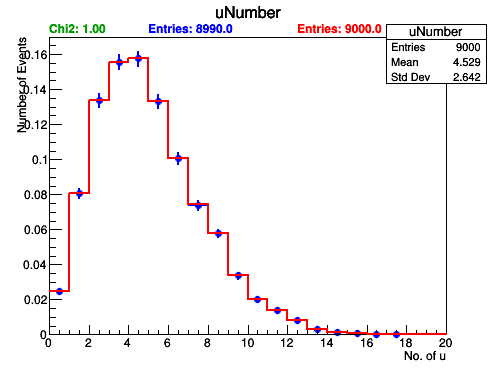 uNumber
Chi2: 1.00 Entries: 8990.0 Entries: 9000.0
uNumber
Entries 9000
Mean 4.529
Std Dev 2.642
Number of Events
0.16
0.14
0.12
0.1
0.08
0.06
0.04
0.02
0
0 2 4 6 8 10 12 14 16 18 20
No. of u